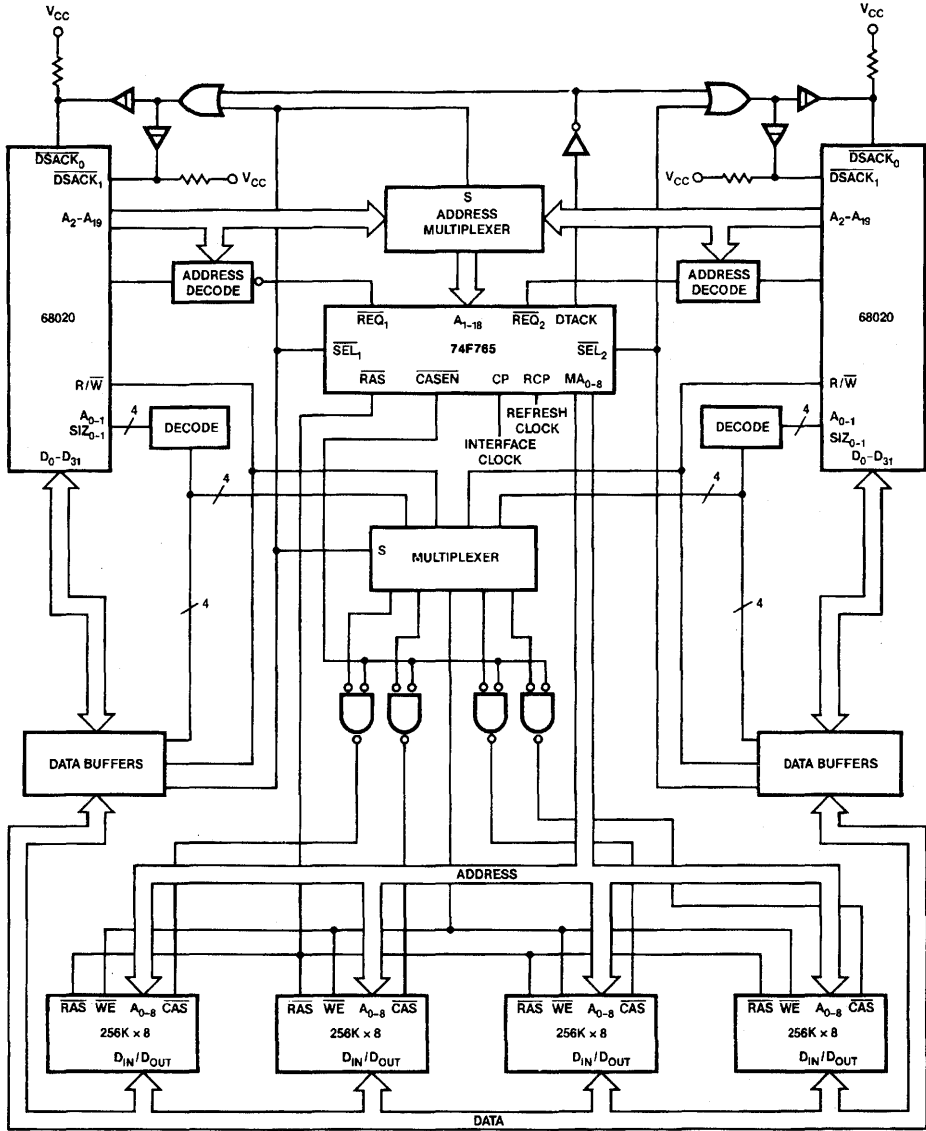 VCC
VCC
DSACK0
DSACK1
VCC
A2-A19
S
ADDRESS
MULTIPLEXER
VCC
DSACK0
DSACK1
A2-A19
ADDRESS
DECODE
ADDRESS
DECODE
68020
68020
REQ1
A1-18
REQ2
DTACK
SEL1
74F765
SEL2
RAS
CASEN
CP
RCP
MA0-8
REFRESH
CLOCK
INTERFACE
CLOCK
R/W
A0-1
SIZ0-1
D0-D31
4
DECODE
R/W
A0-1
SIZ0-1
D0-D31
4
DECODE
4
4
S
MULTIPLEXER
4
4
DATA BUFFERS
DATA BUFFERS
ADDRESS
RAS WE A0-8 CAS
256K × 8
DIN/DOUT
RAS WE A0-8 CAS
256K × 8
DIN/DOUT
RAS WE A0-8 CAS
256K × 8
DIN/DOUT
RAS WE A0-8 CAS
256K × 8
DIN/DOUT
DATA